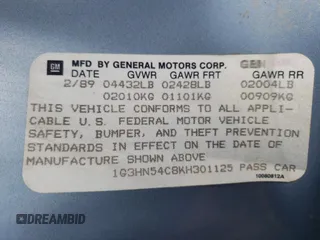 GM
MFD BY GENERAL MOTORS CORP. GEN
DATE GVWR GAWR FRT GAWR RR
2/89 04432LB 02428LB 02004LB
02010KG 01101KG 00909KG
THIS VEHICLE CONFORMS TO ALL APPLI-
CABLE U.S. FEDERAL MOTOR VEHICLE
SAFETY, BUMPER, AND THEFT PREVENTION
STANDARDS IN EFFECT ON THE DATE OF
MANUFACTURE SHOWN ABOVE
1G3HN54C8KH301125 PASS CAR
DREAMBID